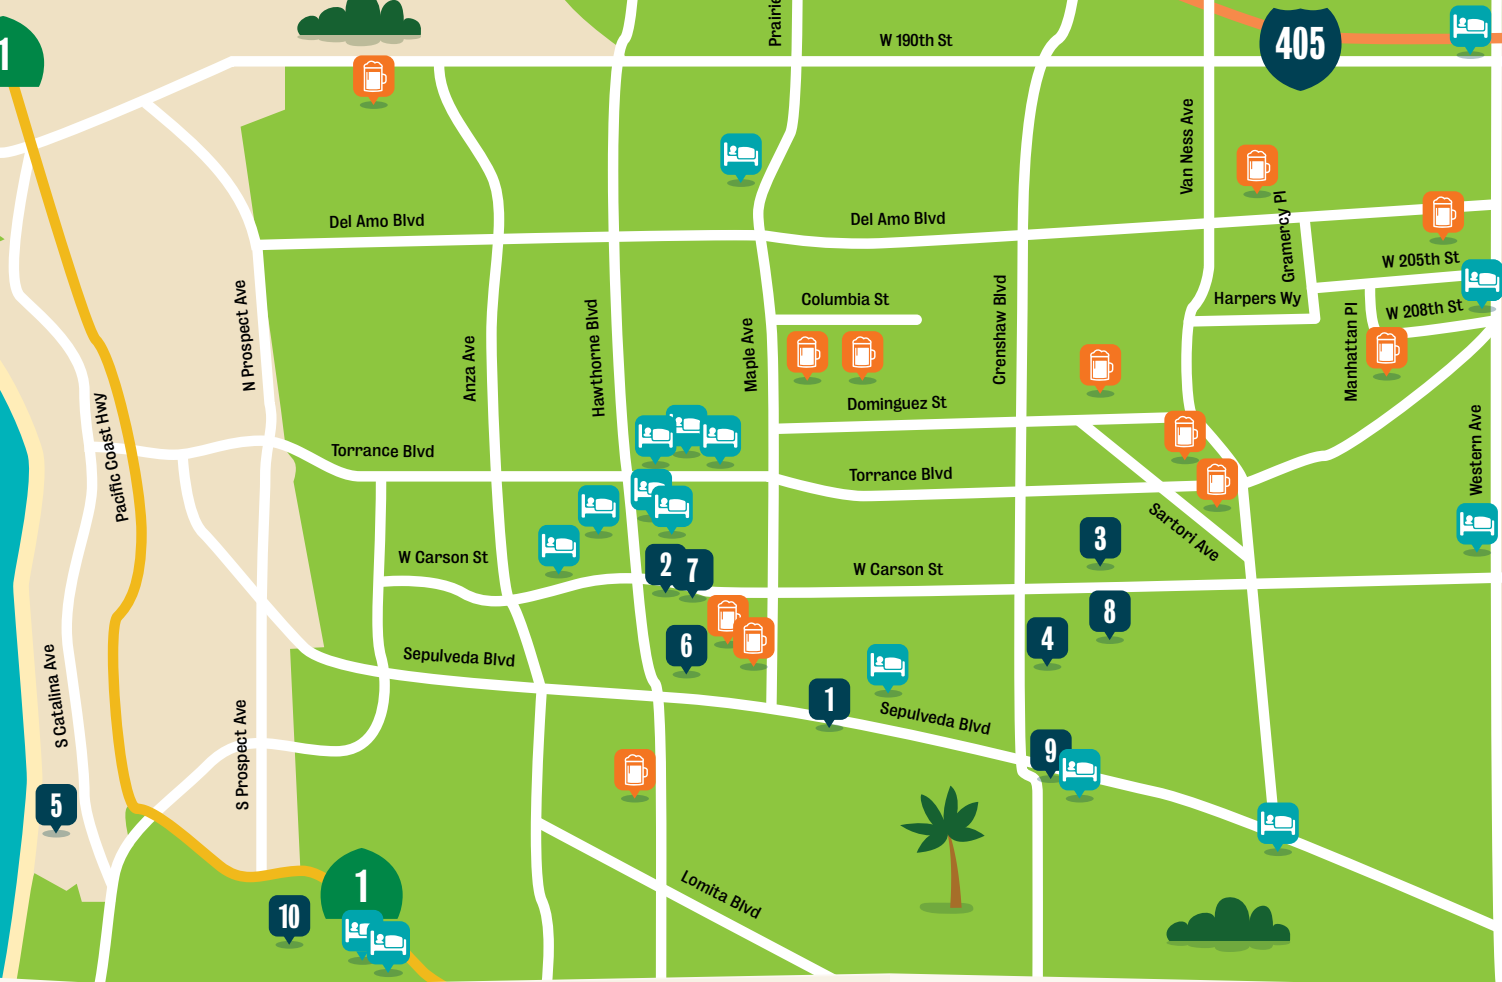 1
Prairie
W 190th St
405
Van Ness Ave
Del Amo Blvd
Del Amo Blvd
Gramercy Pl
W 205th St
Harpers Wy
W 208th St
Columbia St
N Prospect Ave
Anza Ave
Hawthorne Blvd
Maple Ave
Crenshaw Blvd
Manhattan Pl
Pacific Coast Hwy
Dominguez St
Torrance Blvd
Torrance Blvd
Western Ave
Sartori Ave
3
W Carson St
2
7
W Carson St
8
4
6
Sepulveda Blvd
S Catalina Ave
1
Sepulveda Blvd
S Prospect Ave
9
5
1
Lomita Blvd
10